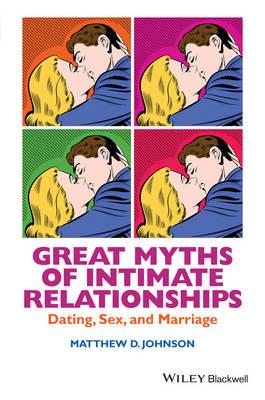 GREAT MYTHS
OF INTIMATE
RELATIONSHIPS
Dating, Sex, and Marriage
MATTHEW D. JOHNSON
WILEY Blackwell